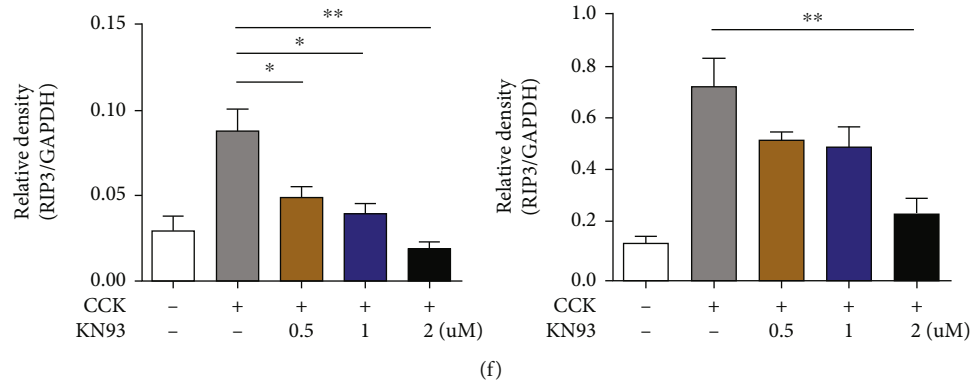 Relative density
(RIP3/GAPDH)
0.15
0.10
0.05
0.00
**
*
*
CCK – + + + +
KN93 – – 0.5 1 2 (uM)
Relative density
(RIP3/GAPDH)
1.0
0.8
0.6
0.4
0.2
0.0
**
CCK – + + + +
KN93 – – 0.5 1 2 (uM)
(f)